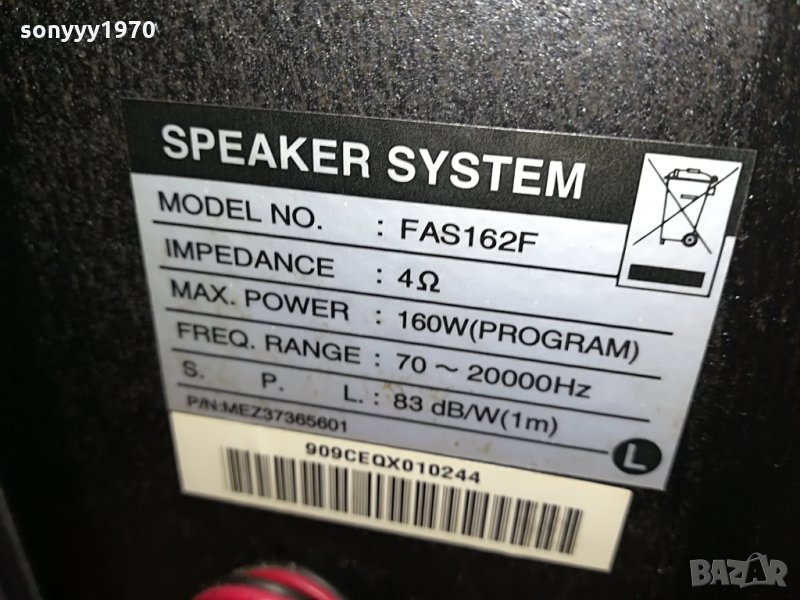 sonyyy1970
SPEAKER SYSTEM
MODEL NO. : FAS162F
IMPEDANCE : 4Ω
MAX. POWER : 160W(PROGRAM)
FREQ. RANGE : 70 ~ 20000Hz
S. P. L. : 83 dB/W(1m)
P/N:MEZ37365601
L
909CEQX010244
BAZAR